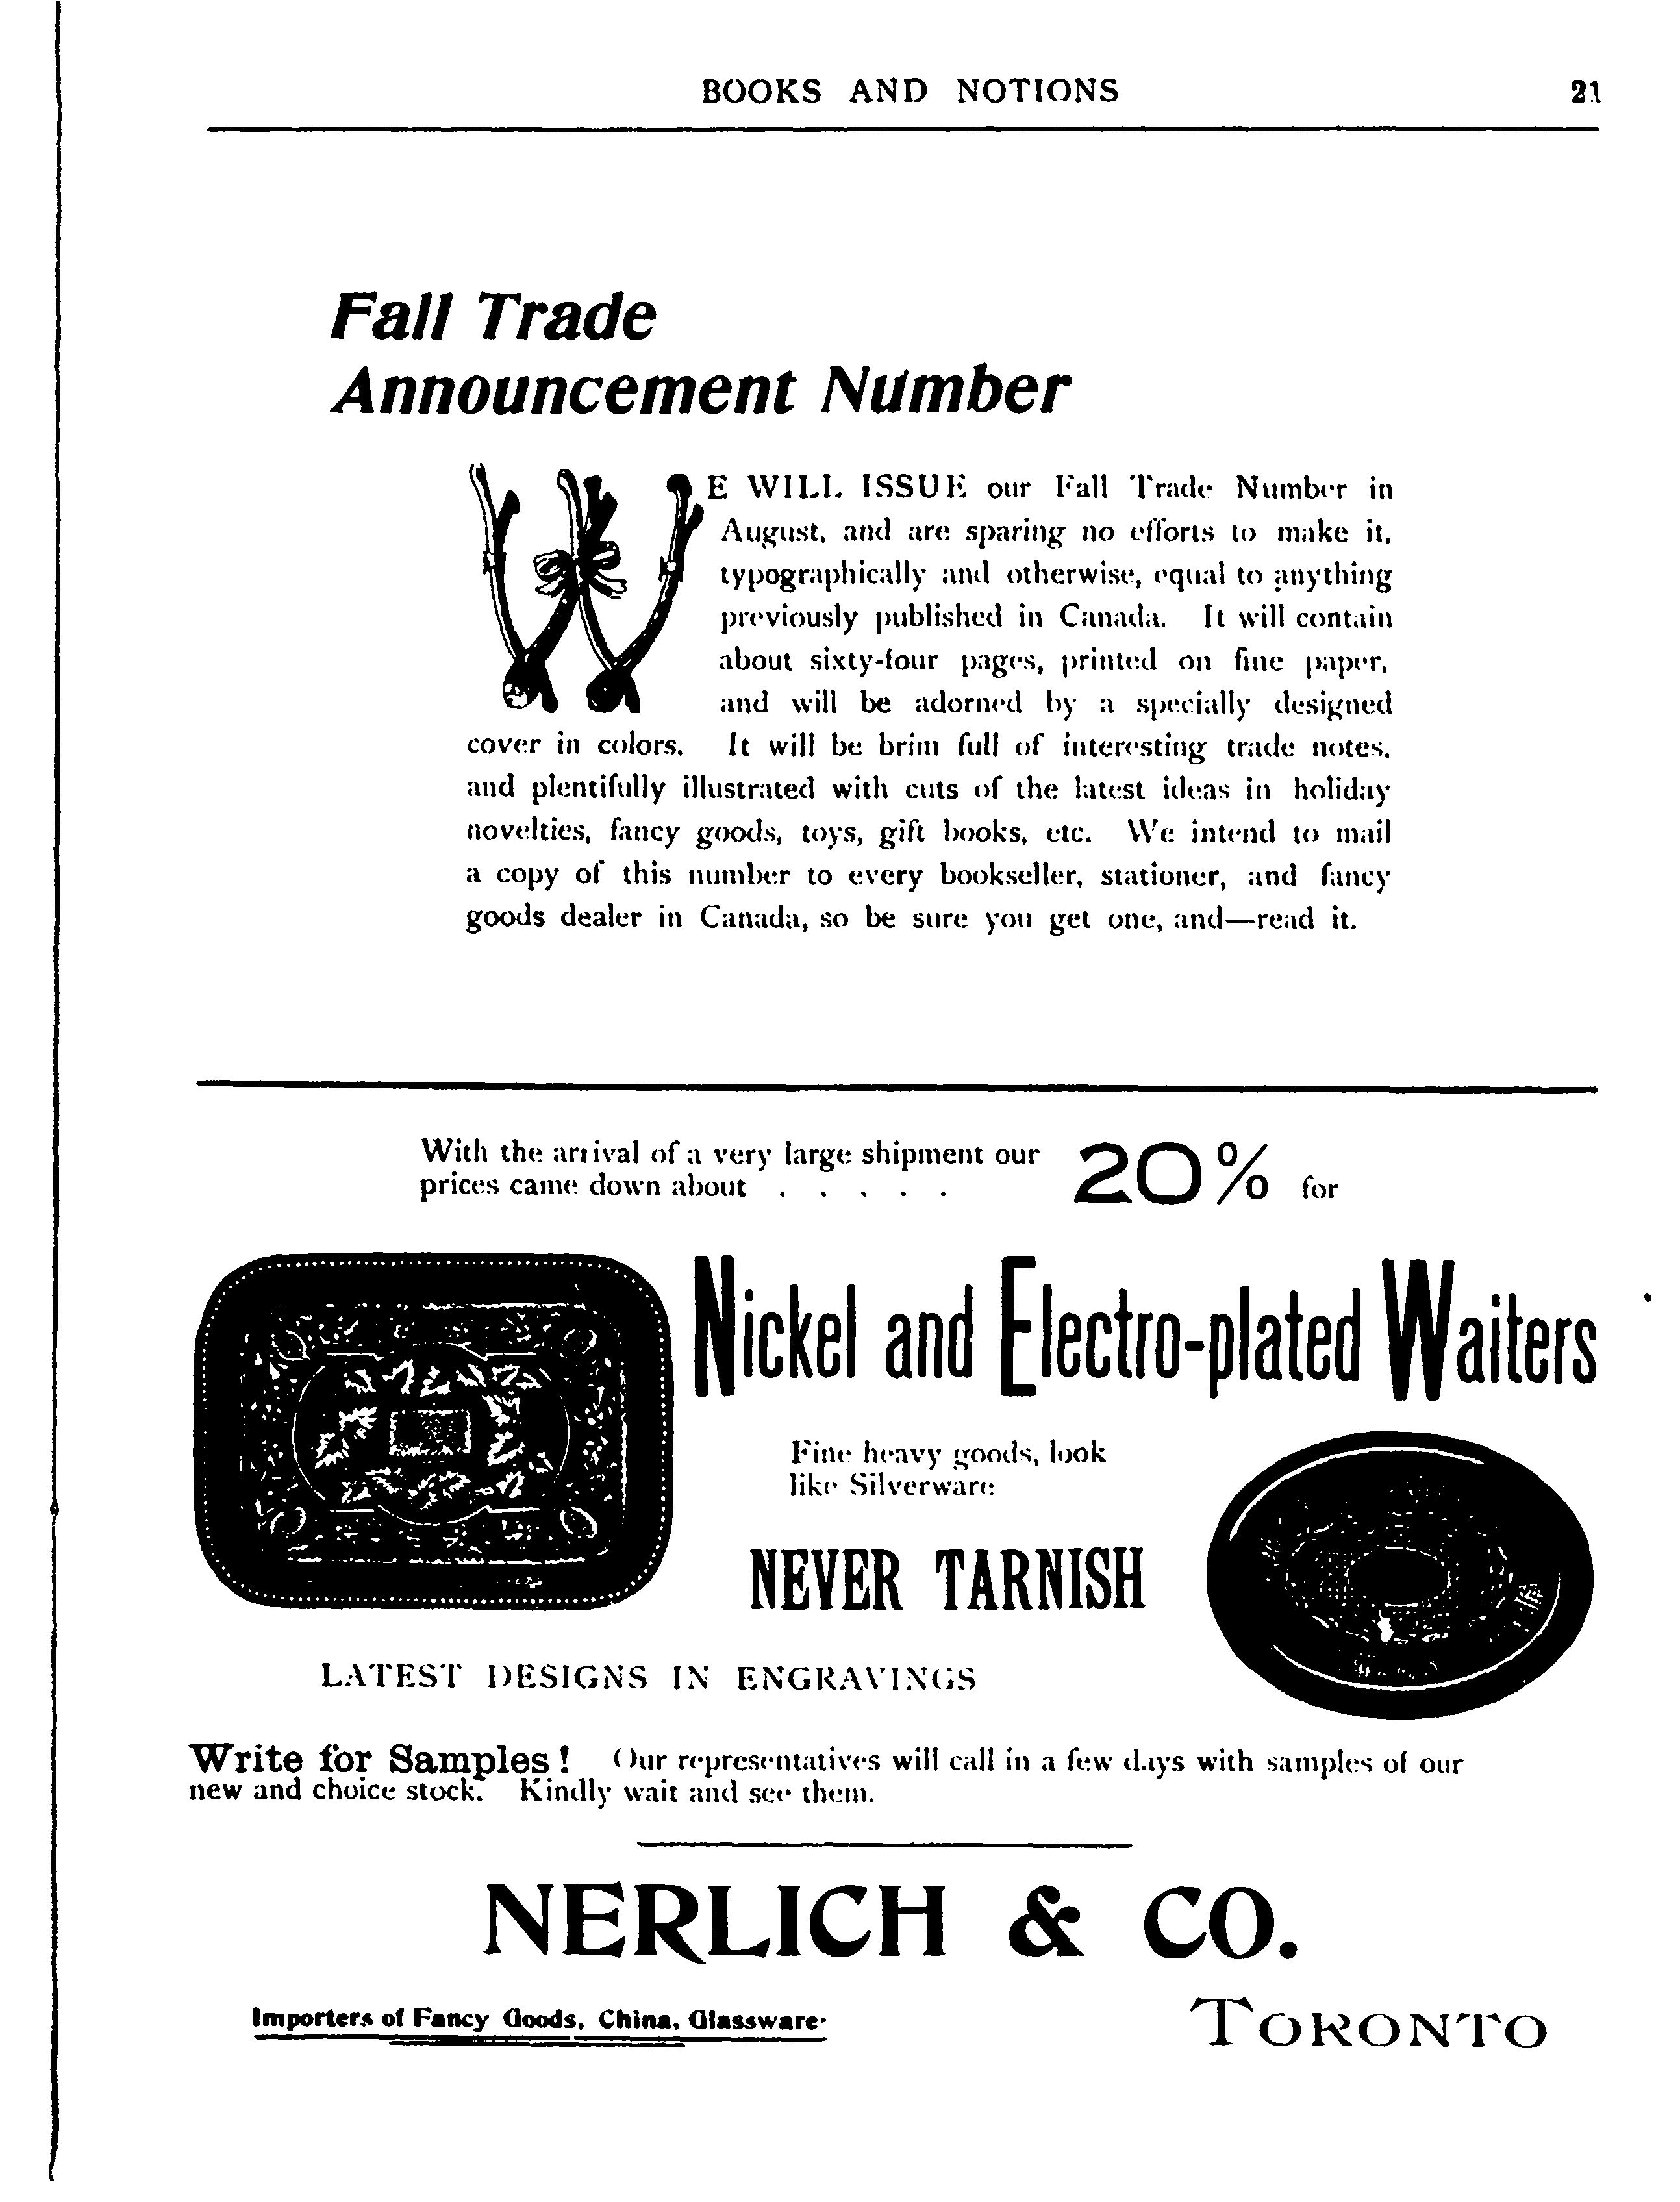 BOOKS AND NOTIONS 21
Fall Trade
Announcement Number
WE WILL ISSUE our Fall Trade Number in
August, and are sparing no efforts to make it,
typographically and otherwise, equal to anything
previously published in Canada. It will contain
about sixty-four pages, printed on fine paper,
and will be adorned by a specially designed
cover in colors. It will be brim full of interesting trade notes,
and plentifully illustrated with cuts of the latest ideas in holiday
novelties, fancy goods, toys, gift books, etc. We intend to mail
a copy of this number to every bookseller, stationer, and fancy
goods dealer in Canada, so be sure you get one, and—read it.
With the arrival of a very large shipment our
prices came down about . . . . . 20% for
Nickel and Electro-plated Waiters
Fine heavy goods, look
like Silverware
NEVER TARNISH
LATEST DESIGNS IN ENGRAVINGS
Write for Samples! Our representatives will call in a few days with samples of our
new and choice stock. Kindly wait and see them.
NERLICH & CO.
Importers of Fancy Goods, China, Glassware.
TORONTO